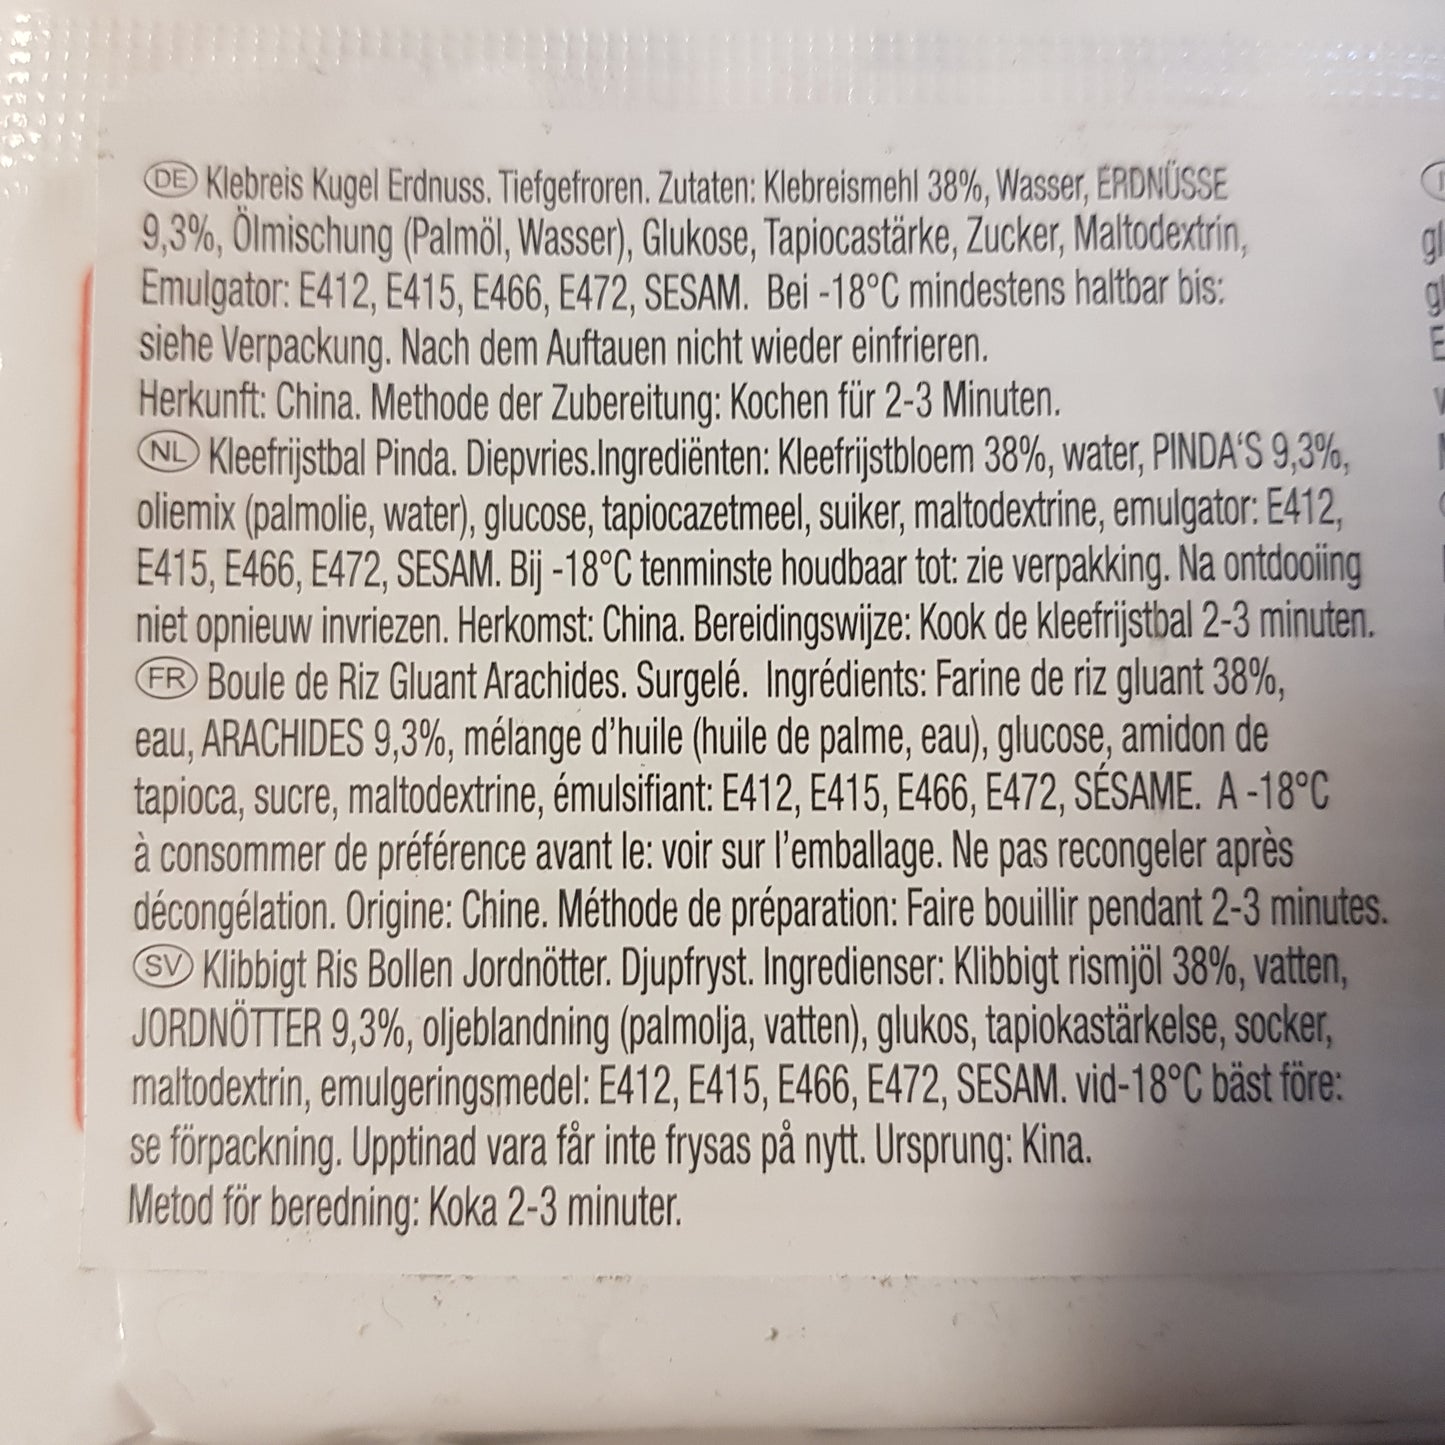 DE Klebreis Kugel Erdnuss. Tiefgefroren. Zutaten: Klebreismehl 38%, Wasser, ERDNÜSSE
9,3%, Ölmischung (Palmöl, Wasser), Glukose, Tapiocastärke, Zucker, Maltodextrin,
Emulgator: E412, E415, E466, E472, SESAM. Bei -18°C mindestens haltbar bis:
siehe Verpackung. Nach dem Auftauen nicht wieder einfrieren.
Herkunft: China. Methode der Zubereitung: Kochen für 2-3 Minuten.
NL Kleefrijstbal Pinda. Diepvries.Ingrediënten: Kleefrijstbloem 38%, water, PINDA‘S 9,3%,
oliemix (palmolie, water), glucose, tapiocazetmeel, suiker, maltodextrine, emulgator: E412,
E415, E466, E472, SESAM. Bij -18°C tenminste houdbaar tot: zie verpakking. Na ontdooiing
niet opnieuw invriezen. Herkomst: China. Bereidingswijze: Kook de kleefrijstbal 2-3 minuten.
FR Boule de Riz Gluant Arachides. Surgelé. Ingrédients: Farine de riz gluant 38%,
eau, ARACHIDES 9,3%, mélange d’huile (huile de palme, eau), glucose, amidon de
tapioca, sucre, maltodextrine, émulsifiant: E412, E415, E466, E472, SÉSAME. A -18°C
à consommer de préférence avant le: voir sur l’emballage. Ne pas recongeler après
décongélation. Origine: Chine. Méthode de préparation: Faire bouillir pendant 2-3 minutes.
SV Klibbigt Ris Bollen Jordnötter. Djupfryst. Ingredienser: Klibbigt rismjöl 38%, vatten,
JORDNÖTTER 9,3%, oljeblandning (palmolja, vatten), glukos, tapiokastärkelse, socker,
maltodextrin, emulgeringsmedel: E412, E415, E466, E472, SESAM. vid-18°C bäst före:
se förpackning. Upptinad vara får inte frysas på nytt. Ursprung: Kina.
Metod för beredning: Koka 2-3 minuter.